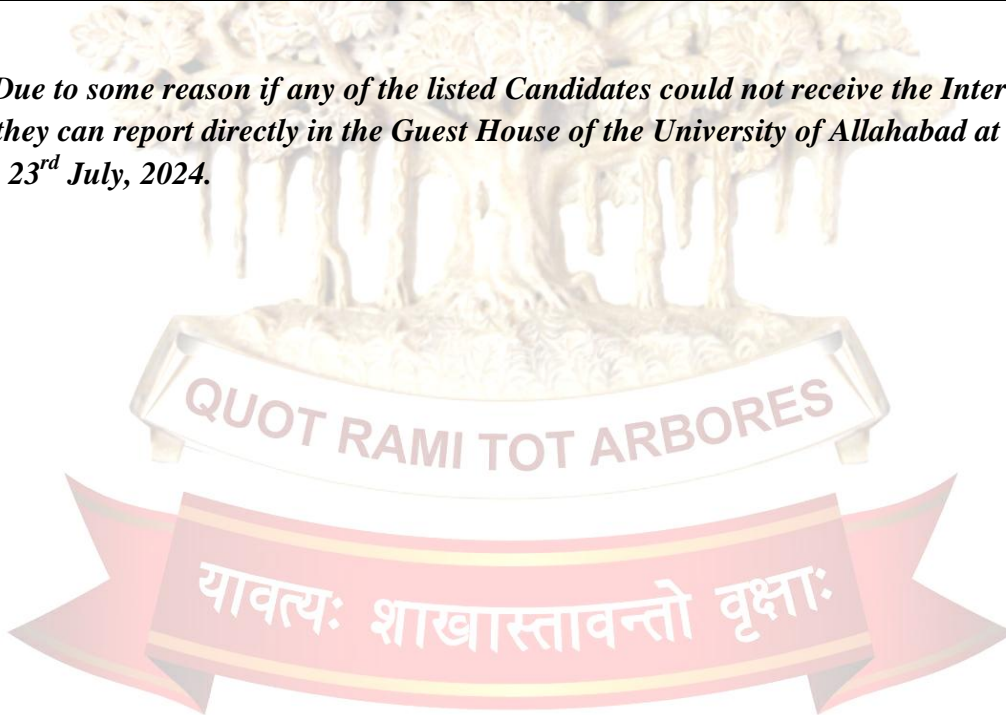 Due to some reason if any of the listed Candidates could not receive the Inter
they can report directly in the Guest House of the University of Allahabad at
23rd July, 2024.
QUOT RAMI TOT ARBORES
यावत्यः शाखास्तावन्तो वृक्षाः